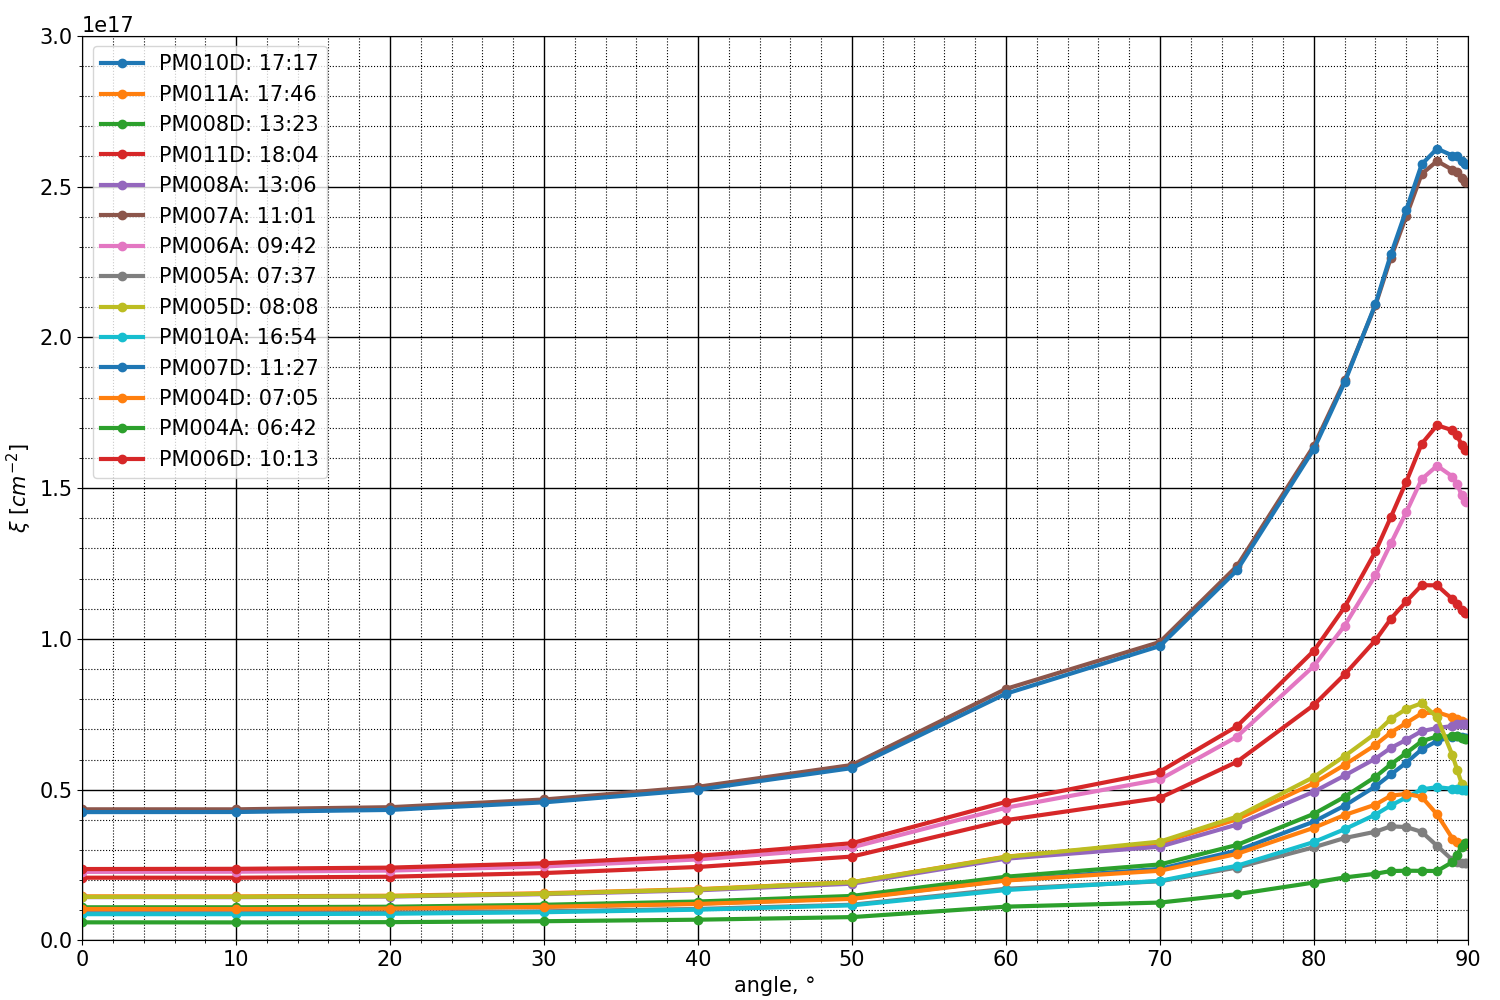 1e17
3.0
2.5
2.0
1.5
1.0
0.5
0.0
ξ [cm⁻²]
PM010D: 17:17
PM011A: 17:46
PM008D: 13:23
PM011D: 18:04
PM008A: 13:06
PM007A: 11:01
PM006A: 09:42
PM005A: 07:37
PM005D: 08:08
PM010A: 16:54
PM007D: 11:27
PM004D: 07:05
PM004A: 06:42
PM006D: 10:13
0 10 20 30 40 50 60 70 80 90
angle, °